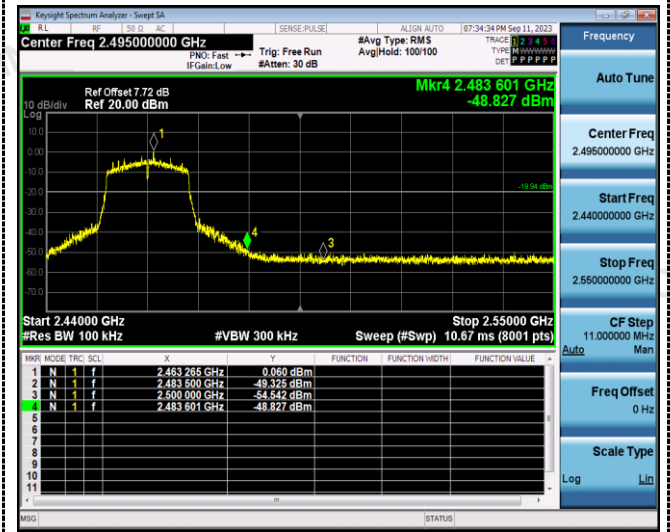 Keysight Spectrum Analyzer - Swept SA
RL RF 50 Ω AC SENSE:PULSE ALIGN AUTO 07:34:34 PM Sep 11, 2023
Center Freq 2.495000000 GHz
PNO: Fast
IFGain:Low
Trig: Free Run
#Atten: 30 dB
#Avg Type: RMS
Avg|Hold: 100/100
TRACE 1 2 3 4 5 6
TYPE M WWWWW
DET P P P P P P
Frequency
Mkr4 2.483 601 GHz
-48.827 dBm
Ref Offset 7.72 dB
10 dB/div Ref 20.00 dBm
Log
10.0
0.00
-10.0
-20.0
-30.0
-40.0
-50.0
-60.0
-70.0
1
4
3
-19.94 dBm
Start 2.44000 GHz Stop 2.55000 GHz
#Res BW 100 kHz #VBW 300 kHz Sweep (#Swp) 10.67 ms (8001 pts)
MKR MODE TRC SCL X Y FUNCTION FUNCTION WIDTH FUNCTION VALUE
1 N 1 f 2.463 265 GHz 0.060 dBm
2 N 1 f 2.483 500 GHz -49.325 dBm
3 N 1 f 2.500 000 GHz -54.542 dBm
4 N 1 f 2.483 601 GHz -48.827 dBm
5
6
7
8
9
10
11
MSG STATUS
Auto Tune
Center Freq
2.495000000 GHz
Start Freq
2.440000000 GHz
Stop Freq
2.550000000 GHz
CF Step
11.000000 MHz
Auto Man
Freq Offset
0 Hz
Scale Type
Log Lin